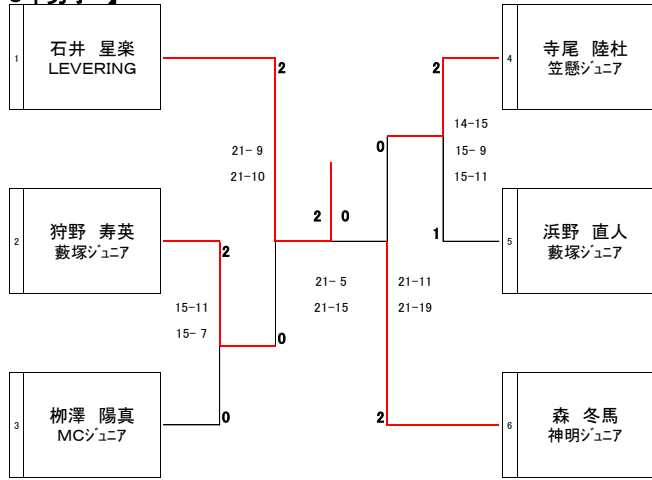 1
石井 星楽
LEVERING
2
狩野 寿英
藪塚ジュニア
3
栁澤 陽真
MCジュニア
2
21- 9
21-10
2
15-11
15- 7
0
0
2 0
21- 5
21-15
2
14-15
15- 9
15-11
0
1
21-11
21-19
2
4
寺尾 陸杜
笠懸ジュニア
5
浜野 直人
藪塚ジュニア
6
森 冬馬
神明ジュニア